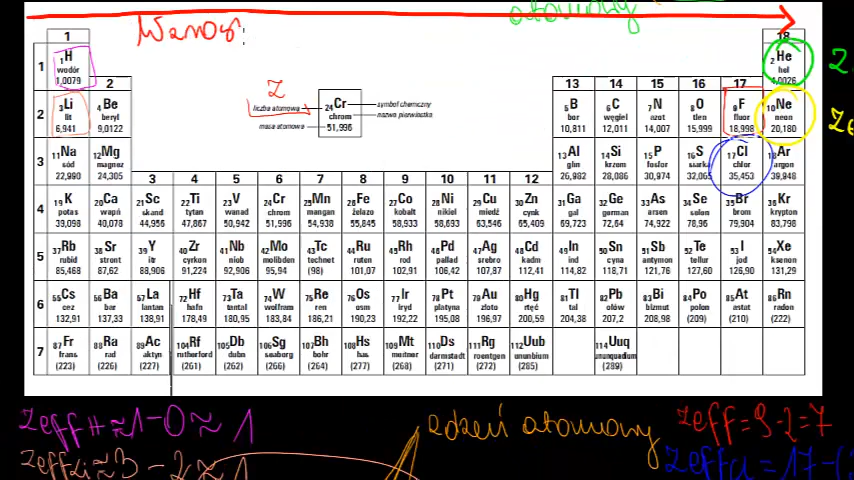 atomowy
Wzros
1 18
1 1H 2He
wodór hel
1,0079 4,0026
2 13 14 15 16 17
Z
liczba atomowa 24Cr symbol chemiczny
chrom nazwa pierwiastka
masa atomowa 51,996
2 3Li 4Be 5B 6C 7N 8O 9F 10Ne
lit beryl bor węgiel azot tlen fluor neon
6,941 9,0122 10,811 12,011 14,007 15,999 18,998 20,180
3 11Na 12Mg 13Al 14Si 15P 16S 17Cl 18Ar
sód magnez glin krzem fosfor siarka chlor argon
22,990 24,305 26,982 28,086 30,974 32,065 35,453 39,948
3 4 5 6 7 8 9 10 11 12
4 19K 20Ca 21Sc 22Ti 23V 24Cr 25Mn 26Fe 27Co 28Ni 29Cu 30Zn 31Ga 32Ge 33As 34Se 35Br 36Kr
potas wapń skand tytan wanad chrom mangan żelazo kobalt nikiel miedź cynk gal german arsen selen brom krypton
39,098 40,078 44,956 47,867 50,942 51,996 54,938 55,845 58,933 58,693 63,546 65,409 69,723 72,64 74,922 78,96 79,904 83,798
5 37Rb 38Sr 39Y 40Zr 41Nb 42Mo 43Tc 44Ru 45Rh 46Pd 47Ag 48Cd 49In 50Sn 51Sb 52Te 53I 54Xe
rubid stront itr cyrkon niob molibden technet ruten rod pallad srebro kadm ind cyna antymon tellur jod ksenon
85,468 87,62 88,906 91,224 92,906 95,94 (98) 101,07 102,91 106,42 107,87 112,41 114,82 118,71 121,76 127,60 126,90 131,29
6 55Cs 56Ba 57La 72Hf 73Ta 74W 75Re 76Os 77Ir 78Pt 79Au 80Hg 81Tl 82Pb 83Bi 84Po 85At 86Rn
cez bar lantan hafn tantal wolfram ren osm iryd platyna złoto rtęć tal ołów bizmut polon astat radon
132,91 137,33 138,91 178,49 180,95 183,84 186,21 190,23 192,22 195,08 196,97 200,59 204,38 207,2 208,98 (209) (210) (222)
7 87Fr 88Ra 89Ac 104Rf 105Db 106Sg 107Bh 108Hs 109Mt 110Ds 111Rg 112Uub 114Uuq
frans rad aktyn rutherford dubn seaborg bohr has meitner darmstadt roentgen ununbium ununquadium
(223) (226) (227) (261) (262) (266) (264) (277) (268) (271) (272) (285) (289)
zeff H ≈ 1-0 ≈ 1
rdzeń atomowy
zeff = 9-2=7
zeff Li ≈ 3 - 2 ≈ 1